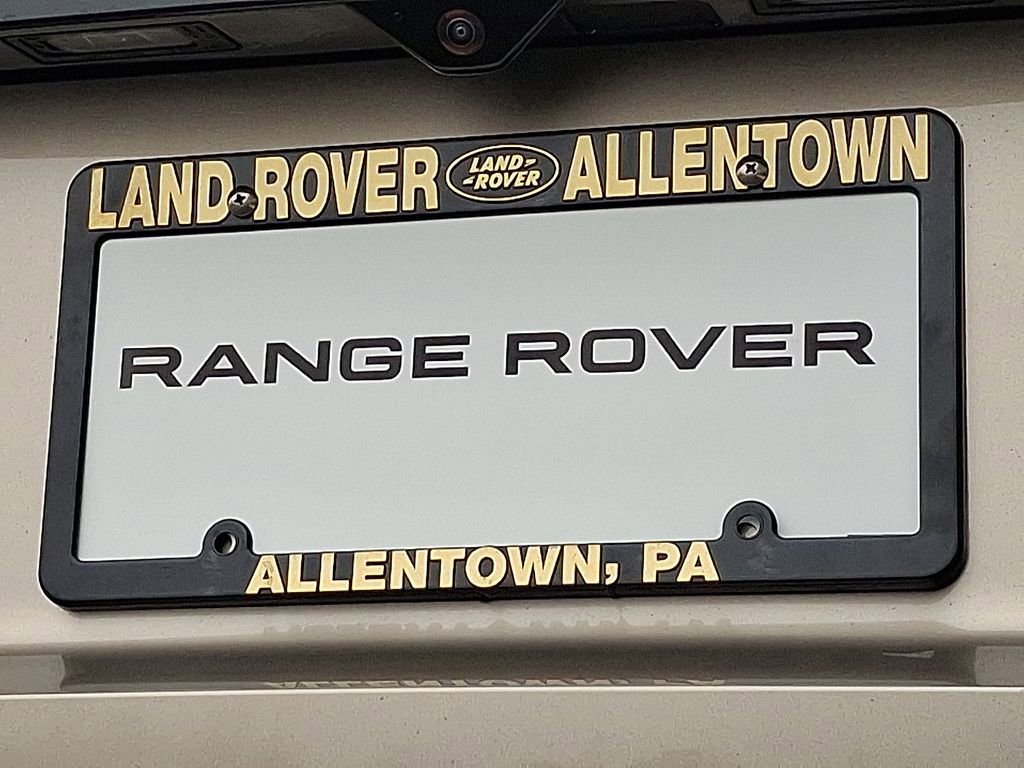 LAND ROVER LAND-ROVER ALLENTOWN
RANGE ROVER
ALLENTOWN, PA